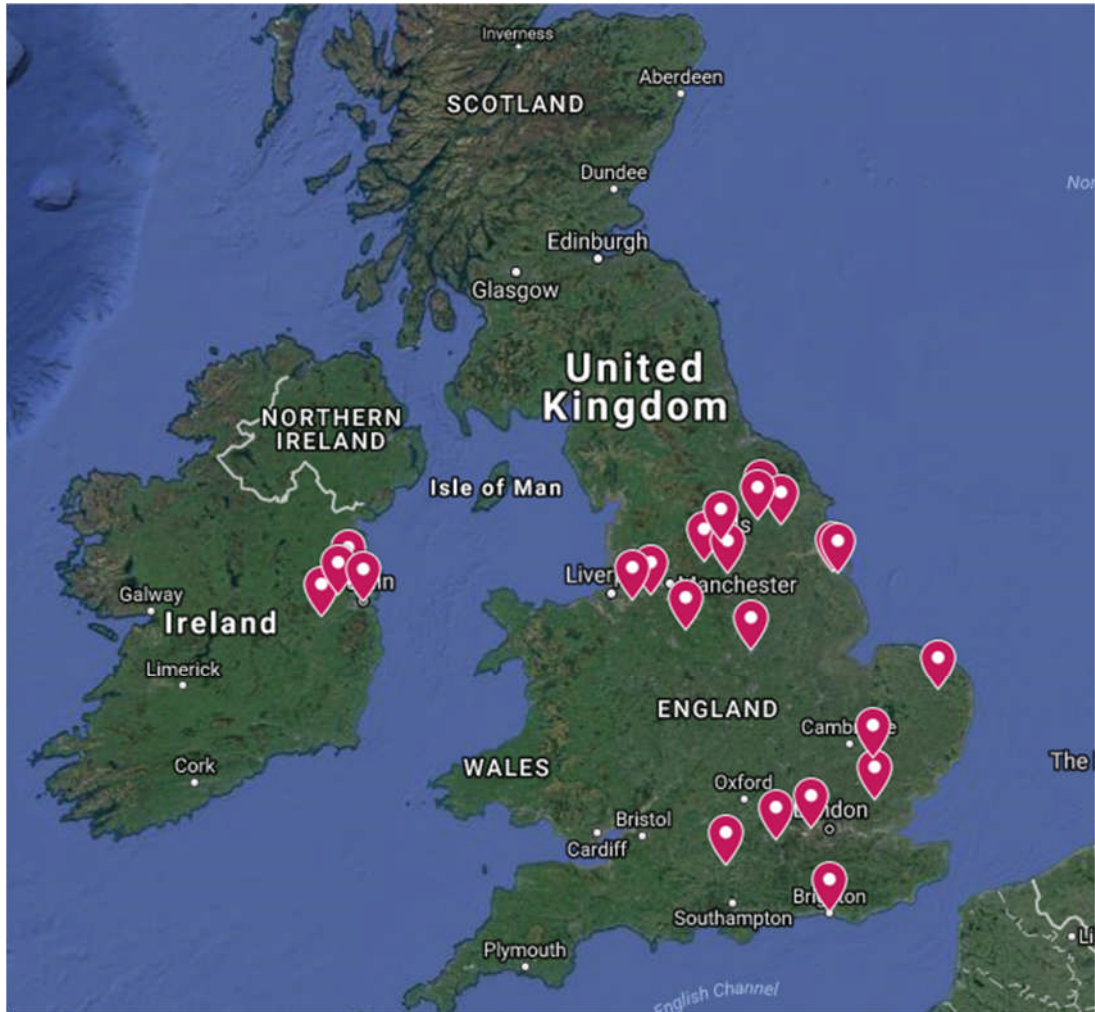 Inverness
Aberdeen
SCOTLAND
Dundee
Edinburgh
Glasgow
United
Kingdom
NORTHERN
IRELAND
Isle of Man
Manchester
Galway
Ireland
Limerick
ENGLAND
Cork
WALES
Oxford
The
Bristol
Cardiff
Southampton
Plymouth
English Channel